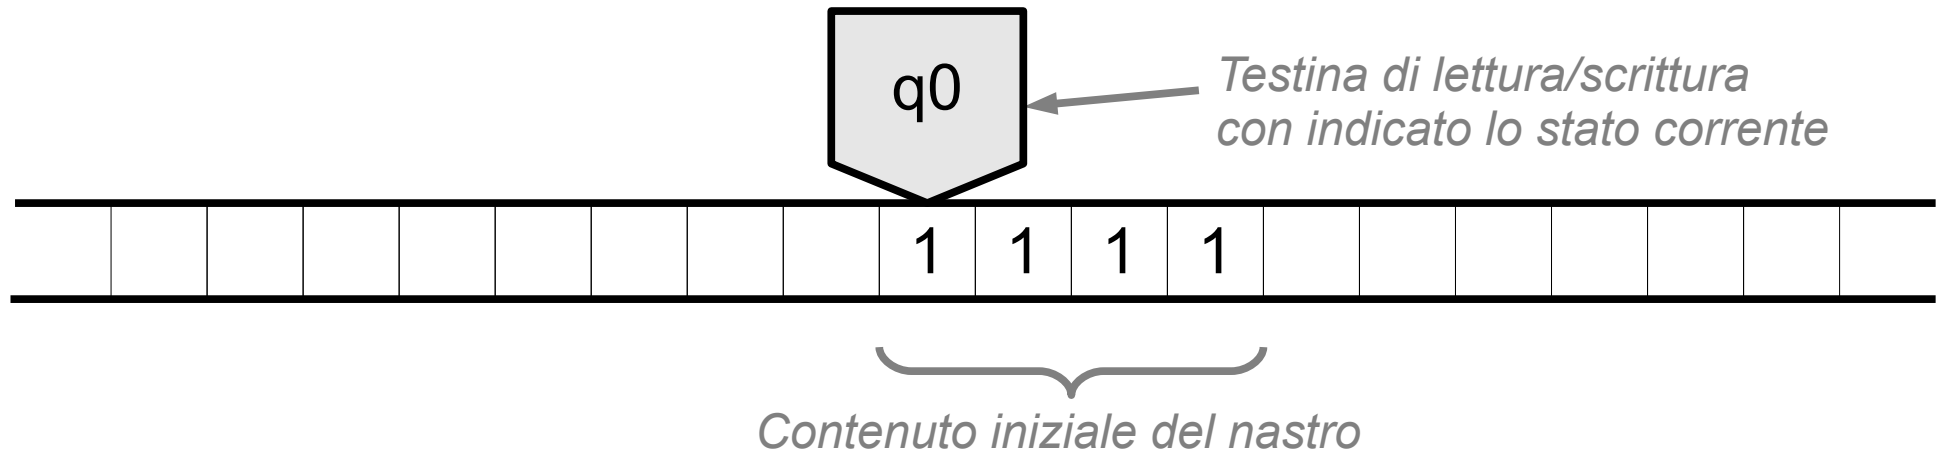 q0
Testina di lettura/scrittura
con indicato lo stato corrente
1 1 1 1
Contenuto iniziale del nastro